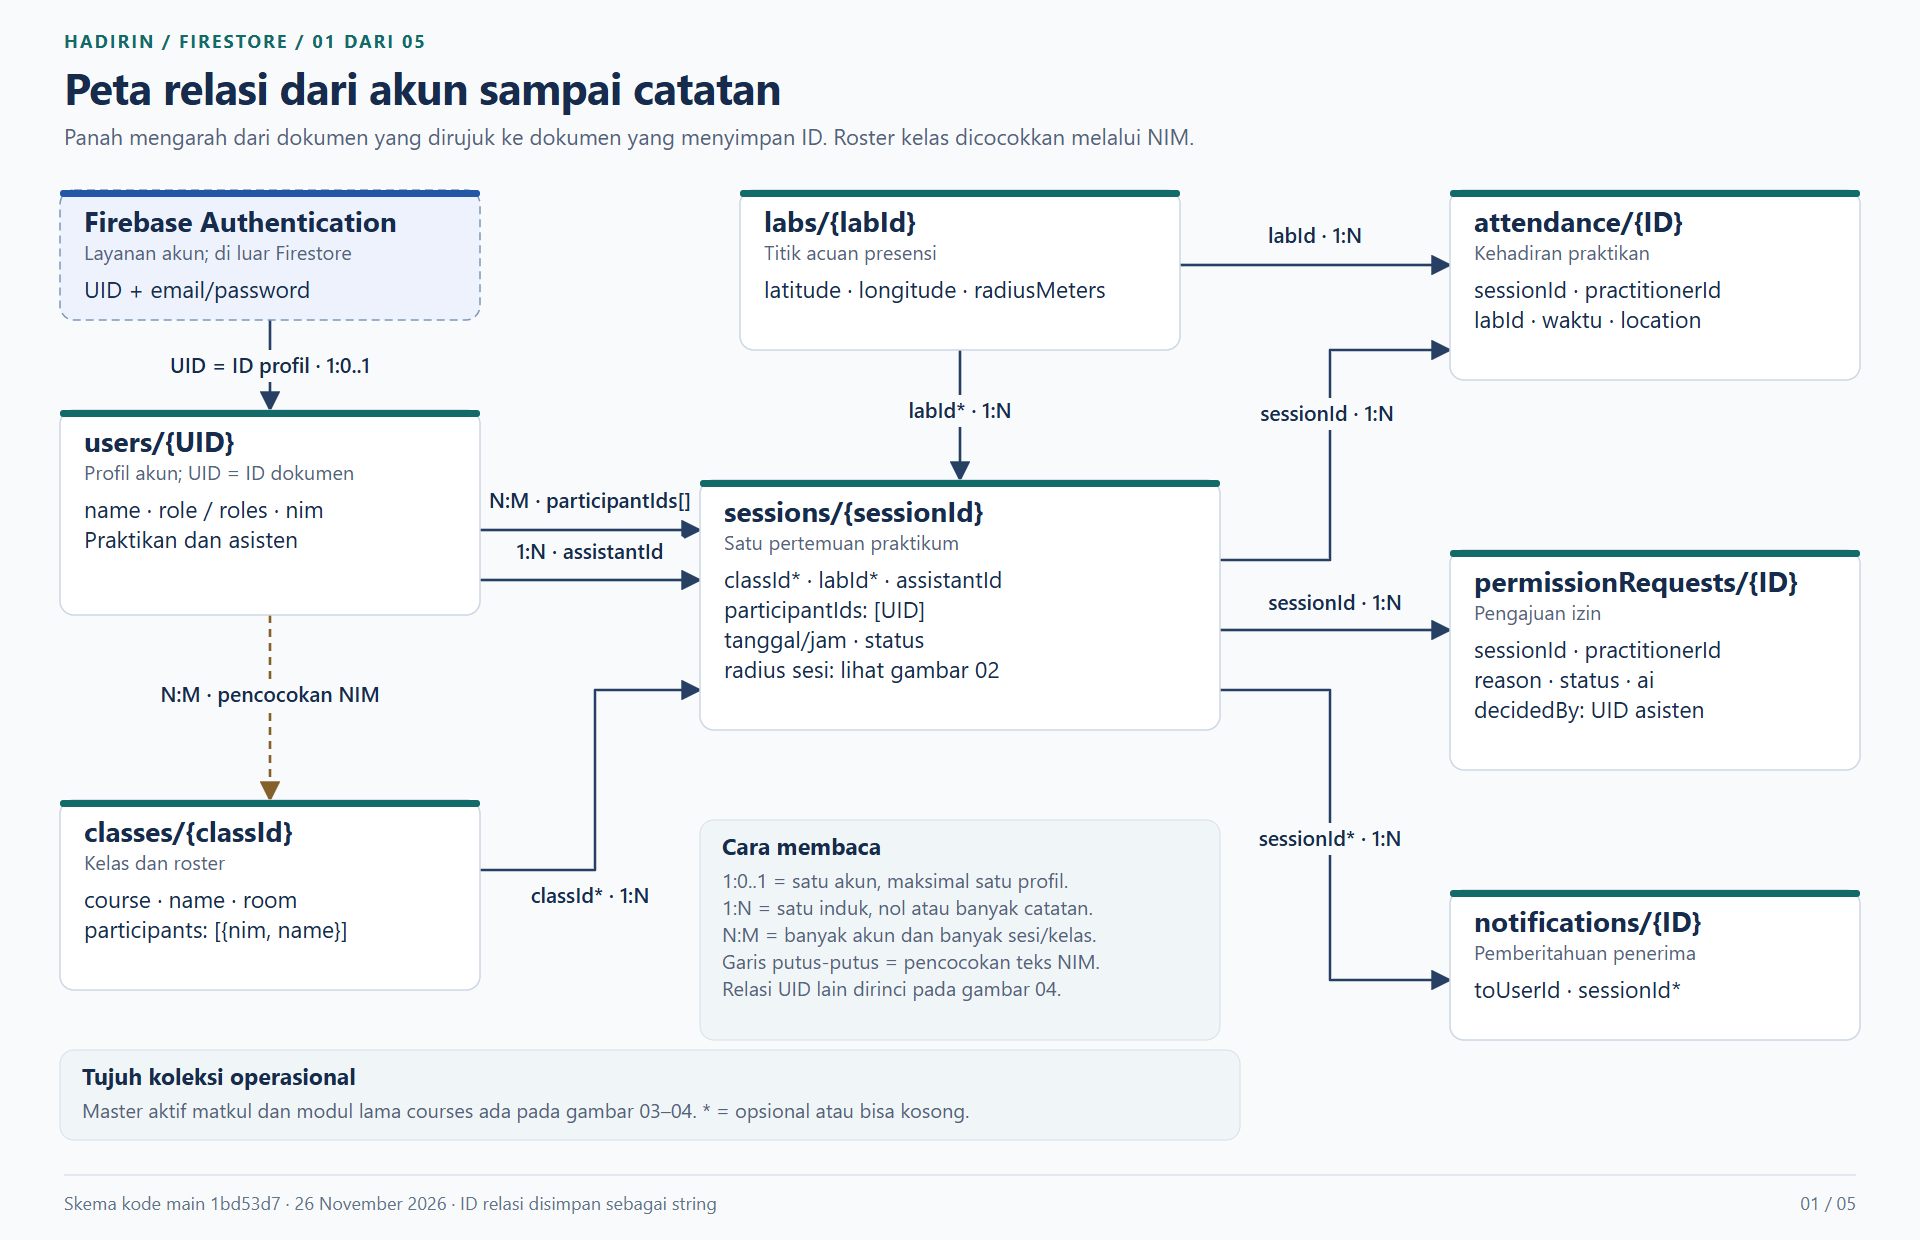 HADIRIN / FIRESTORE / 01 DARI 05
Peta relasi dari akun sampai catatan
Panah mengarah dari dokumen yang dirujuk ke dokumen yang menyimpan ID. Roster kelas dicocokkan melalui NIM.
Firebase Authentication
Layanan akun; di luar Firestore
UID + email/password
UID = ID profil · 1:0..1
users/{UID}
Profil akun; UID = ID dokumen
name · role / roles · nim
Praktikan dan asisten
N:M · pencocokan NIM
classes/{classId}
Kelas dan roster
course · name · room
participants: [{nim, name}]
N:M · participantIds[]
1:N · assistantId
classId* · 1:N
labs/{labId}
Titik acuan presensi
latitude · longitude · radiusMeters
labId* · 1:N
sessions/{sessionId}
Satu pertemuan praktikum
classId* · labId* · assistantId
participantIds: [UID]
tanggal/jam · status
radius sesi: lihat gambar 02
labId · 1:N
sessionId · 1:N
sessionId · 1:N
sessionId* · 1:N
attendance/{ID}
Kehadiran praktikan
sessionId · practitionerId
labId · waktu · location
permissionRequests/{ID}
Pengajuan izin
sessionId · practitionerId
reason · status · ai
decidedBy: UID asisten
notifications/{ID}
Pemberitahuan penerima
toUserId · sessionId*
Cara membaca
1:0..1 = satu akun, maksimal satu profil.
1:N = satu induk, nol atau banyak catatan.
N:M = banyak akun dan banyak sesi/kelas.
Garis putus-putus = pencocokan teks NIM.
Relasi UID lain dirinci pada gambar 04.
Tujuh koleksi operasional
Master aktif matkul dan modul lama courses ada pada gambar 03–04. * = opsional atau bisa kosong.
Skema kode main 1bd53d7 · 26 November 2026 · ID relasi disimpan sebagai string
01 / 05